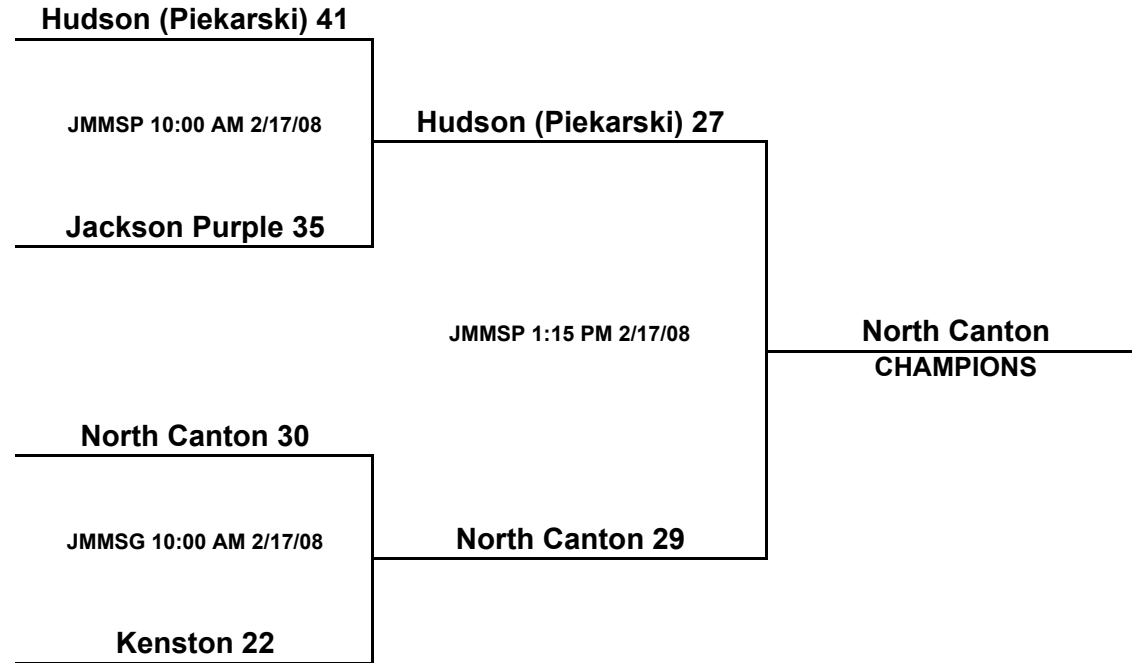 Hudson (Piekarski) 41
JMMSP 10:00 AM 2/17/08
Hudson (Piekarski) 27
Jackson Purple 35
JMMSP 1:15 PM 2/17/08
North Canton
CHAMPIONS
North Canton 30
JMMSG 10:00 AM 2/17/08
North Canton 29
Kenston 22